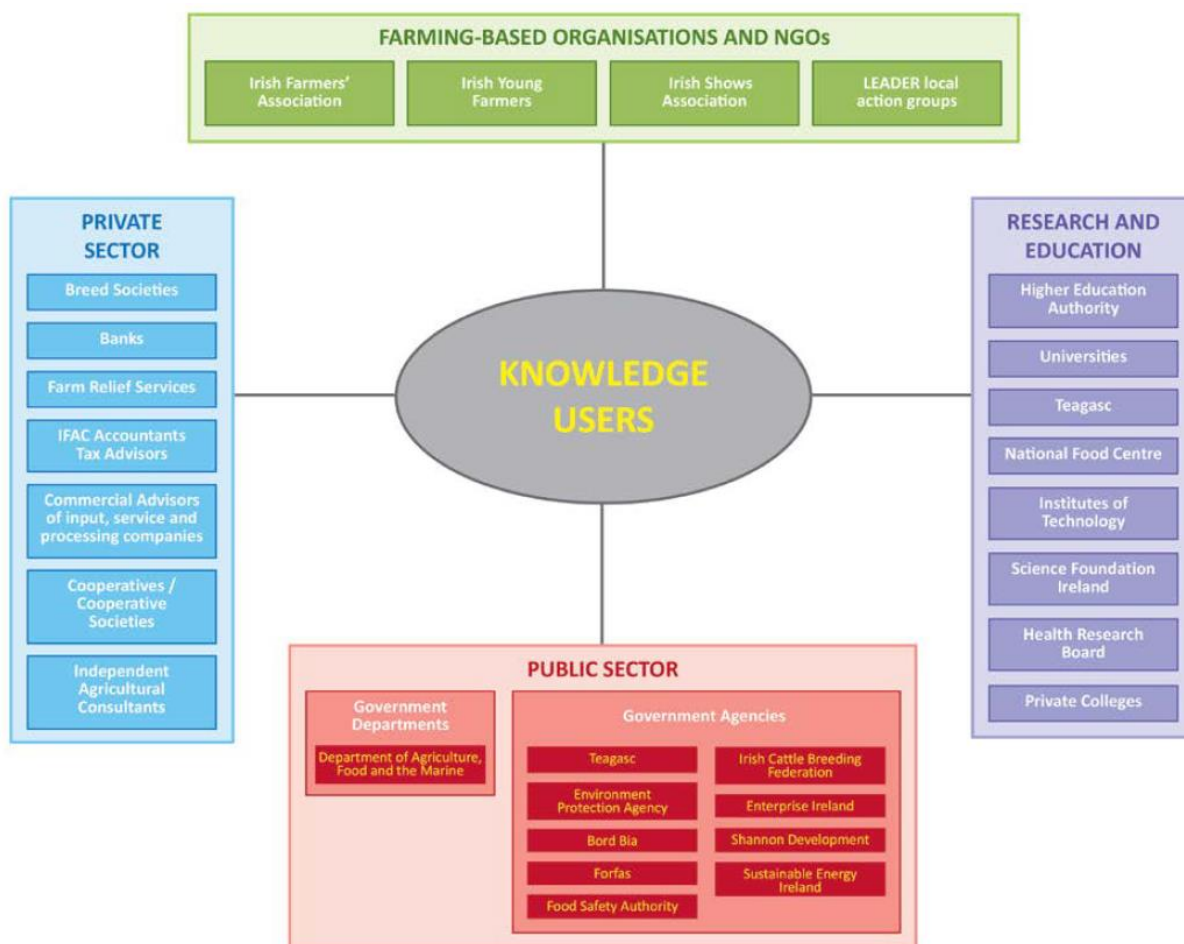 FARMING-BASED ORGANISATIONS AND NGOs
Irish Farmers'
Association
Irish Young
Farmers
Irish Shows
Association
LEADER local
action groups
PRIVATE
SECTOR
Breed Societies
Banks
Farm Relief Services
IFAC Accountants
Tax Advisors
Commercial Advisors
of input, service and
processing companies
Cooperatives /
Cooperative
Societies
Independent
Agricultural
Consultants
KNOWLEDGE
USERS
RESEARCH AND
EDUCATION
Higher Education
Authority
Universities
Teagasc
National Food Centre
Institutes of
Technology
Science Foundation
Ireland
Health Research
Board
Private Colleges
PUBLIC SECTOR
Government
Departments
Department of Agriculture,
Food and the Marine
Government Agencies
Teagasc
Environment
Protection Agency
Bord Bia
Forfas
Food Safety Authority
Irish Cattle Breeding
Federation
Enterprise Ireland
Shannon Development
Sustainable Energy
Ireland